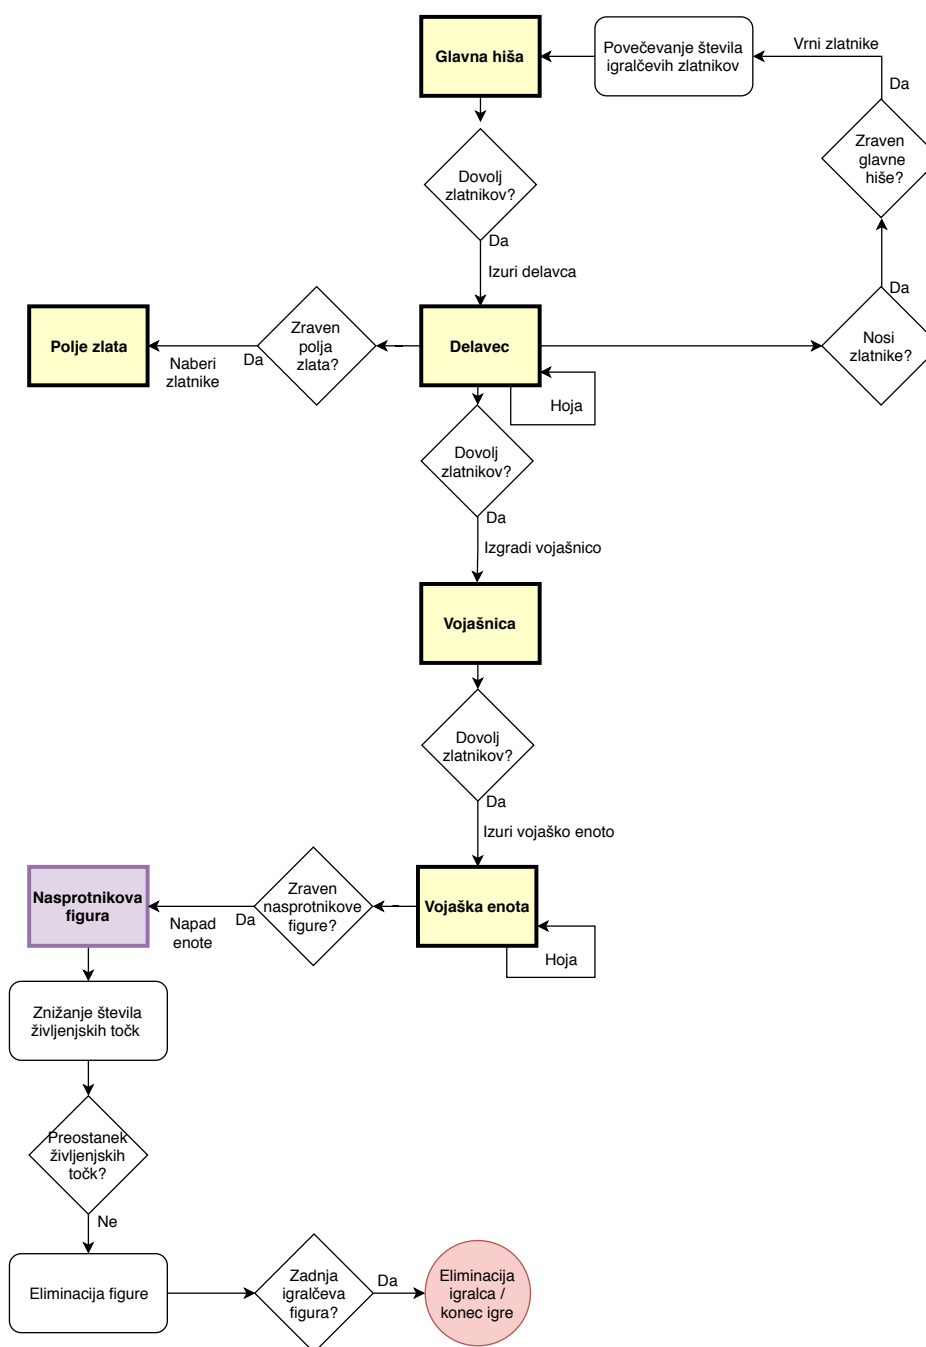 Glavna hiša
Povečevanje števila
igralčevih zlatnikov
Vrni zlatnike
Da
Zraven
glavne
hiše?
Dovolj
zlatnikov?
Da
Izuri delavca
Da
Polje zlata
Naberi
zlatnike
Da
Zraven
polja
zlata?
Delavec
Nosi
zlatnike?
Hoja
Dovolj
zlatnikov?
Da
Izgradi vojašnico
Vojašnica
Dovolj
zlatnikov?
Da
Izuri vojaško enoto
Nasprotnikova
figura
Napad
enote
Da
Zraven
nasprotnikove
figure?
Vojaška enota
Hoja
Znižanje števila
življenjskih točk
Preostanek
življenjskih
točk?
Ne
Eliminacija figure
Zadnja
igralčeva
figura?
Da
Eliminacija
igralca /
konec igre